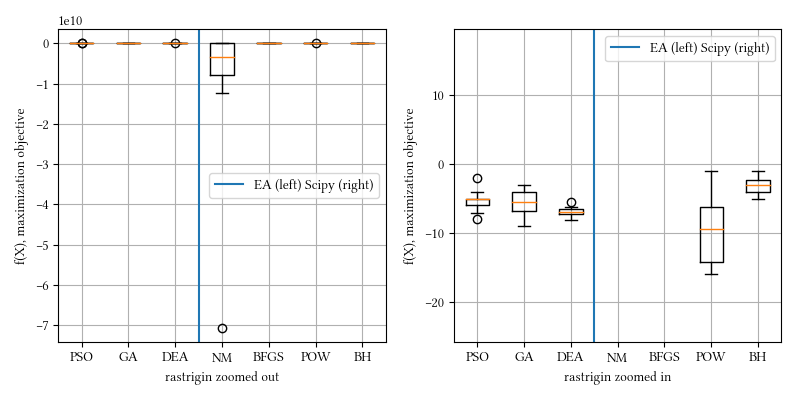 1e10
0
−1
−2
−3
−4
−5
−6
−7
f(X), maximization objective
EA (left) Scipy (right)
PSO GA DEA NM BFGS POW BH
rastrigin zoomed out
10
0
−10
−20
f(X), maximization objective
EA (left) Scipy (right)
PSO GA DEA NM BFGS POW BH
rastrigin zoomed in